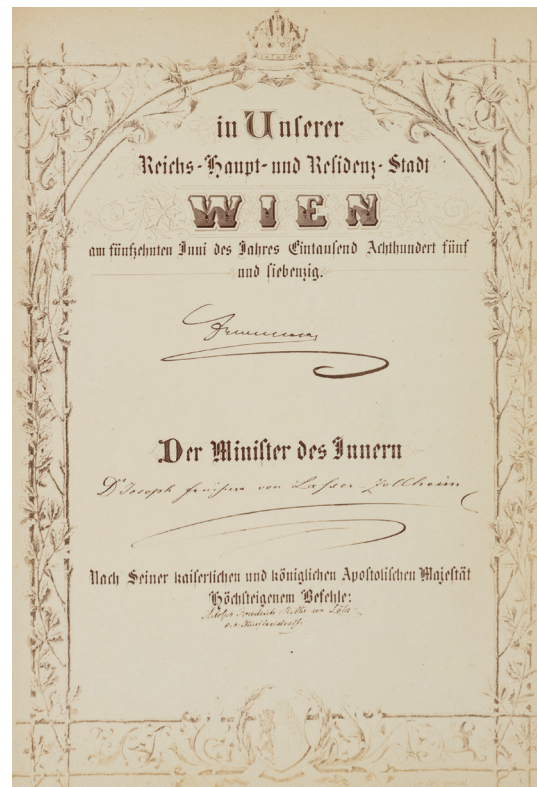 in Unserer
Reichs-Haupt- und Residenz-Stadt
WIEN
am fünfzehnten Juni des Jahres Eintausend Achthundert fünf
und siebenzig.
Der Minister des Innern
Dr Joseph Freiherr von Lasser Zollheim
Nach Seiner kaiserlichen und königlichen Apostolischen Majestät
Höchsteigenem Befehle: